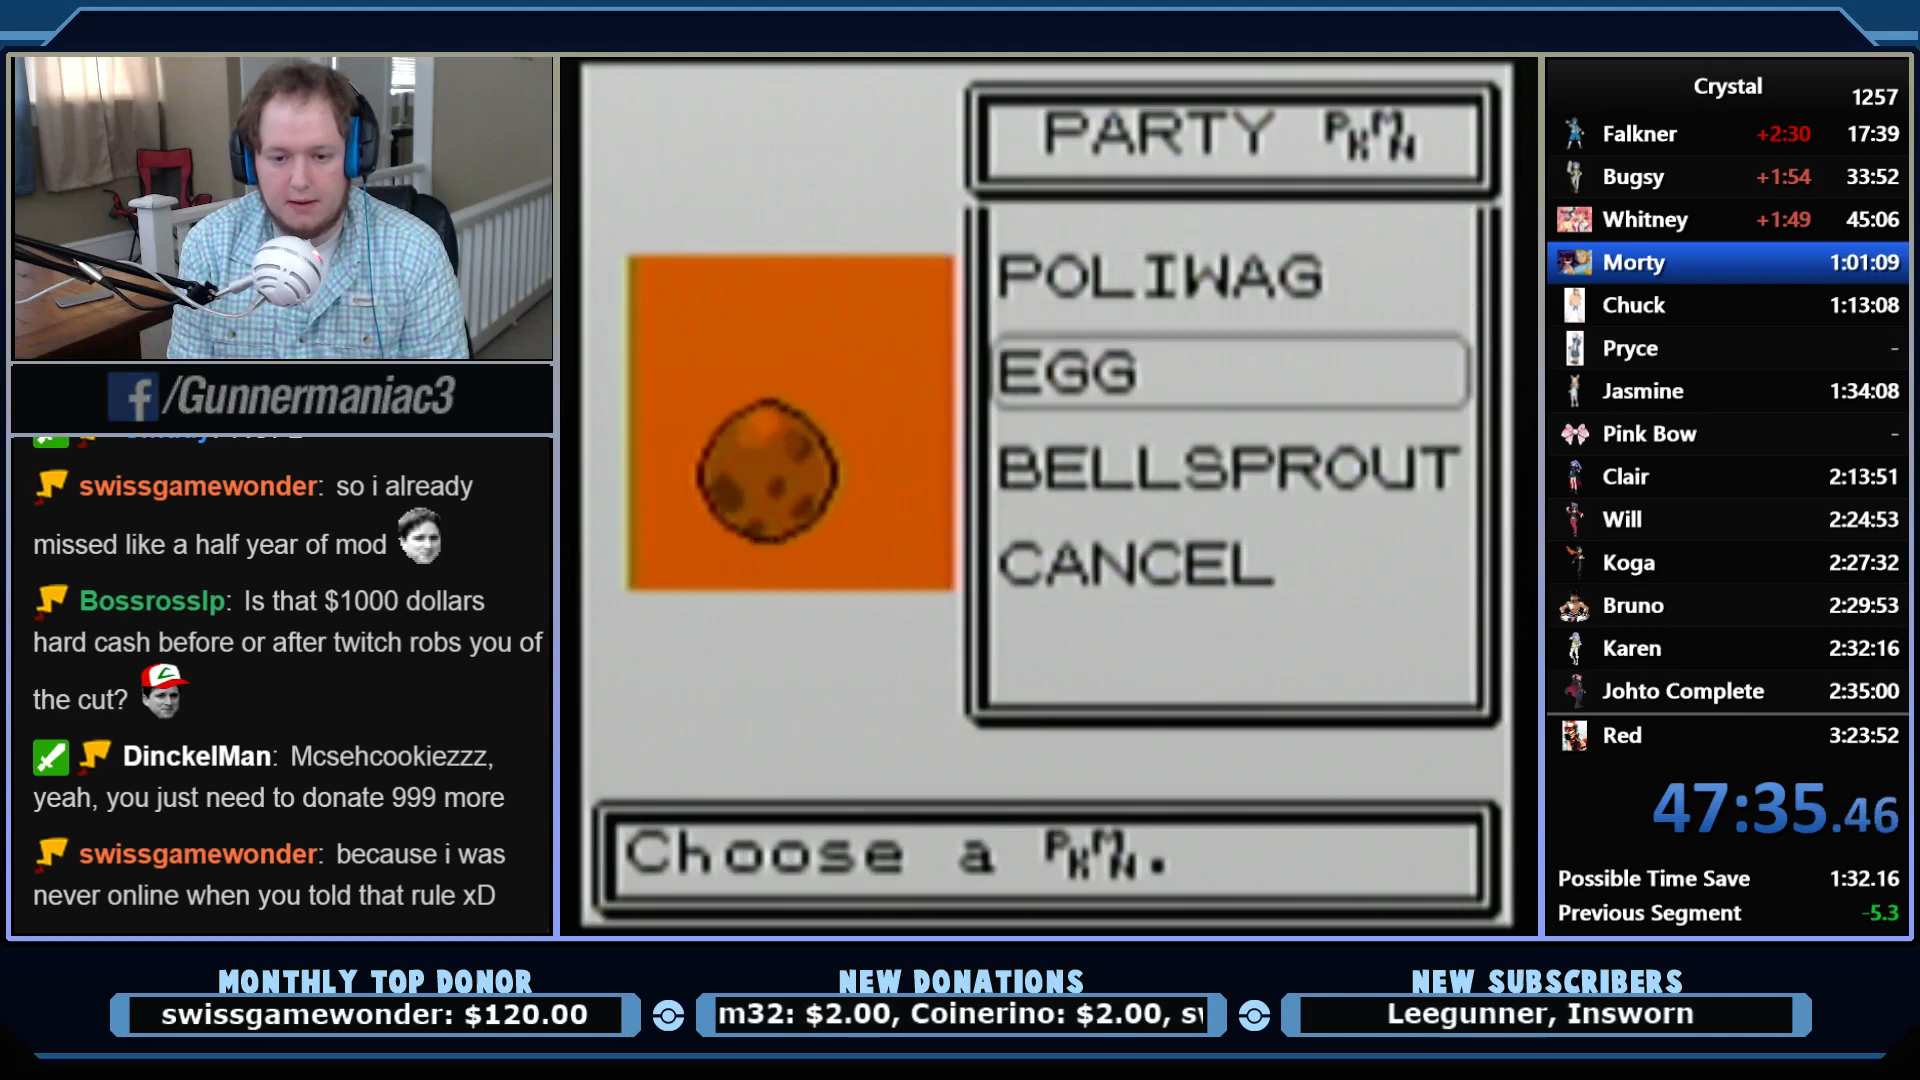 /Gunnermaniac3
swissgamewonder: so i already
missed like a half year of mod
Bossrosslp: Is that $1000 dollars
hard cash before or after twitch robs you of
the cut?
DinckelMan: Mcsehcookiezzz,
yeah, you just need to donate 999 more
swissgamewonder: because i was
never online when you told that rule xD
PARTY PKMN
POLIWAG
EGG
BELLSPROUT
CANCEL
Choose a PKMN.
Crystal
1257
Falkner +2:30 17:39
Bugsy +1:54 33:52
Whitney +1:49 45:06
Morty 1:01:09
Chuck 1:13:08
Pryce -
Jasmine 1:34:08
Pink Bow -
Clair 2:13:51
Will 2:24:53
Koga 2:27:32
Bruno 2:29:53
Karen 2:32:16
Johto Complete 2:35:00
Red 3:23:52
47:35.46
Possible Time Save 1:32.16
Previous Segment -5.3
MONTHLY TOP DONOR
swissgamewonder: $120.00
NEW DONATIONS
m32: $2.00, Coinerino: $2.00,
NEW SUBSCRIBERS
Leegunner, Insworn